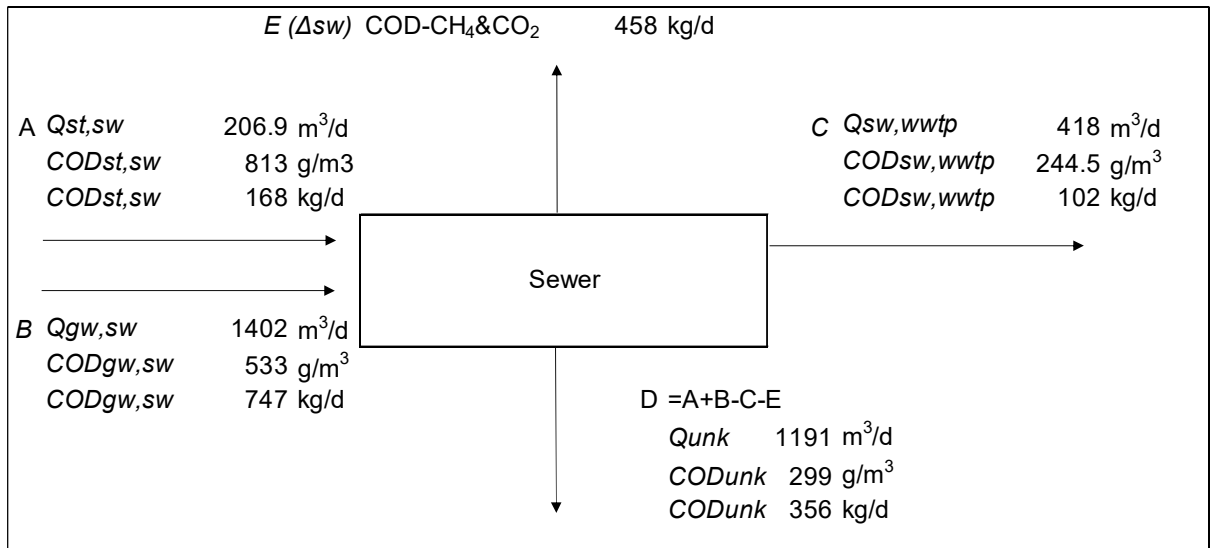 E (Δsw) COD-CH₄&CO₂ 458 kg/d
A Qst,sw 206.9 m³/d
CODst,sw 813 g/m3
CODst,sw 168 kg/d
C Qsw,wwtp 418 m³/d
CODsw,wwtp 244.5 g/m³
CODsw,wwtp 102 kg/d
Sewer
B Qgw,sw 1402 m³/d
CODgw,sw 533 g/m³
CODgw,sw 747 kg/d
D =A+B-C-E
Qunk 1191 m³/d
CODunk 299 g/m³
CODunk 356 kg/d